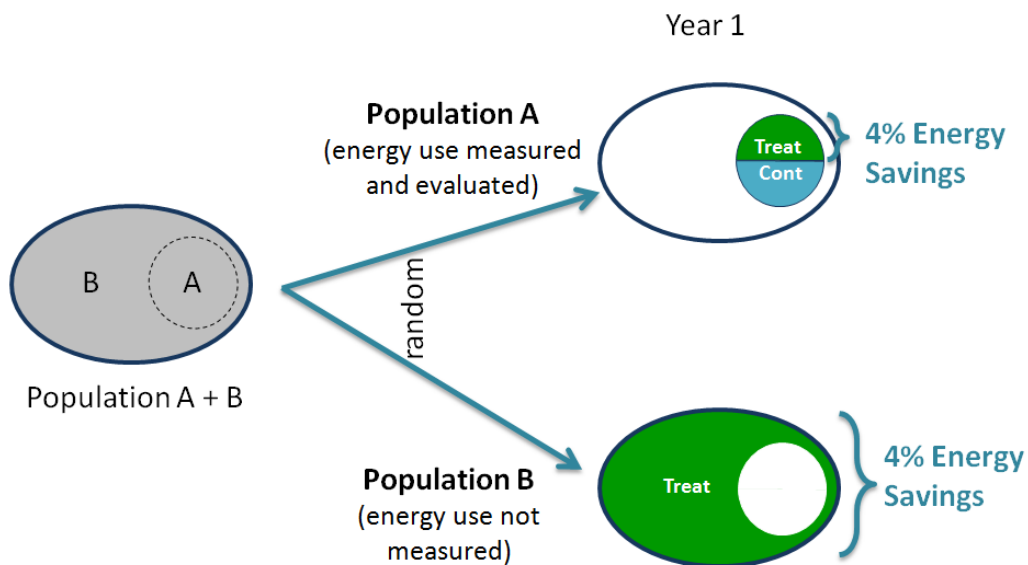 Year 1
Population A
(energy use measured
and evaluated)
Treat
Cont
4% Energy
Savings
B
A
Population A + B
random
Population B
(energy use not
measured)
Treat
4% Energy
Savings